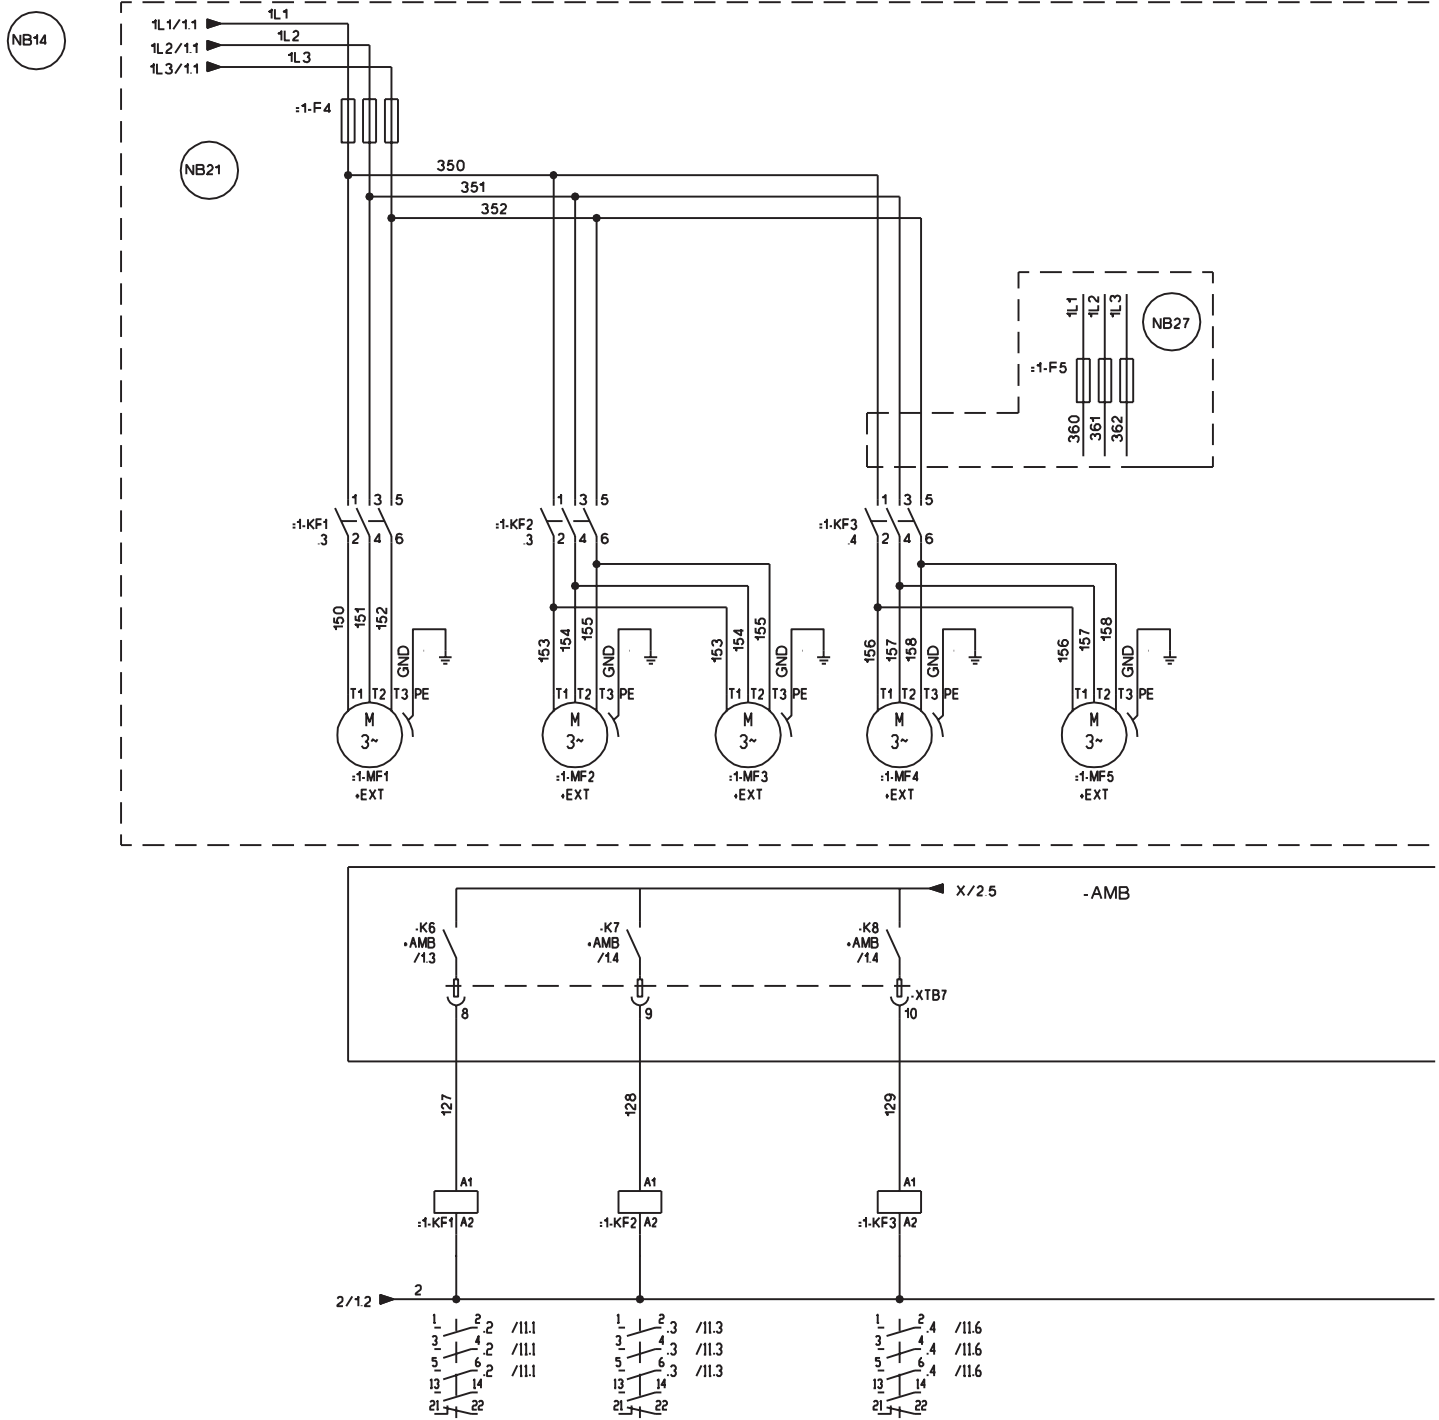 NB14
1L1/1.1 1L1
1L2/1.1 1L2
1L3/1.1 1L3
:1-F4
NB21
350
351
352
1L1 1L2 1L3
NB27
:1-F5
360 361 362
1 3 5 1 3 5 1 3 5
:1-KF1 :1-KF2 :1-KF3
.3 2 4 6 .3 2 4 6 .4 2 4 6
150 151 152 GND
153 154 155 GND
153 154 155 GND
156 157 158 GND
156 157 158 GND
T1 T2 T3 PE T1 T2 T3 PE T1 T2 T3 PE T1 T2 T3 PE T1 T2 T3 PE
M M M M M
3~ 3~ 3~ 3~ 3~
:1-MF1 :1-MF2 :1-MF3 :1-MF4 :1-MF5
+EXT +EXT +EXT +EXT +EXT
X/2.5 -AMB
-K6 -K7 -K8
+AMB +AMB +AMB
/1.3 /1.4 /1.4
-XTB7
8 9 10
127 128 129
A1 A1 A1
:1-KF1 A2 :1-KF2 A2 :1-KF3 A2
2/1.2 2
1 2 .2 /11.1 1 2 .3 /11.3 1 2 .4 /11.6
3 4 .2 /11.1 3 4 .3 /11.3 3 4 .4 /11.6
5 6 .2 /11.1 5 6 .3 /11.3 5 6 .4 /11.6
13 14 13 14 13 14
21 22 21 22 21 22